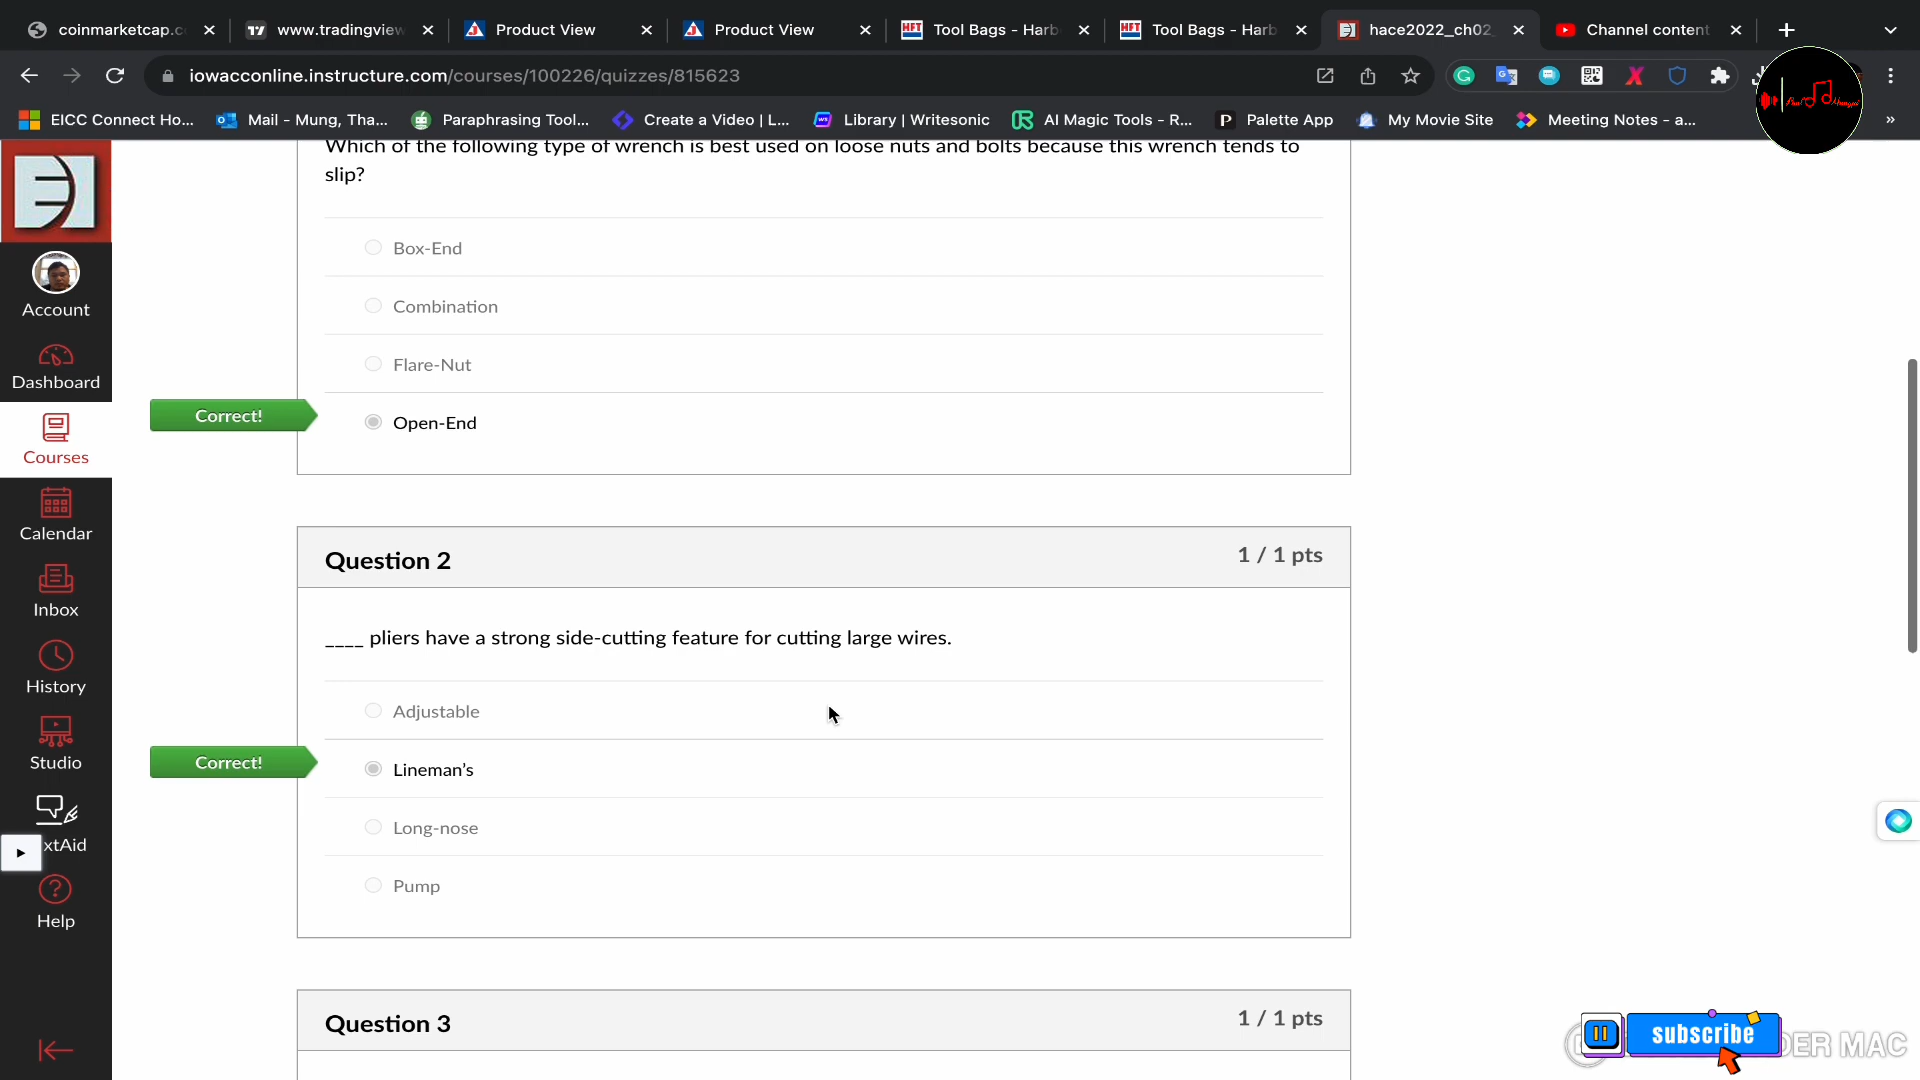 coinmarketcap.c
www.tradingview
Product View
Product View
Tool Bags - Harb
Tool Bags - Harb
hace2022_ch02_
Channel content
iowacconline.instructure.com/courses/100226/quizzes/815623
EICC Connect Ho...
Mail - Mung, Tha...
Paraphrasing Tool...
Create a Video | L...
Library | Writesonic
AI Magic Tools - R...
Palette App
My Movie Site
Meeting Notes - a...
»
Which of the following type of wrench is best used on loose nuts and bolts because this wrench tends to
slip?
Box-End
Combination
Flare-Nut
Correct!
Open-End
Question 2
1 / 1 pts
____ pliers have a strong side-cutting feature for cutting large wires.
Adjustable
Correct!
Lineman's
Long-nose
Pump
Question 3
1 / 1 pts
Account
Dashboard
Courses
Calendar
Inbox
History
Studio
xtAid
Help
subscribe
DER MAC